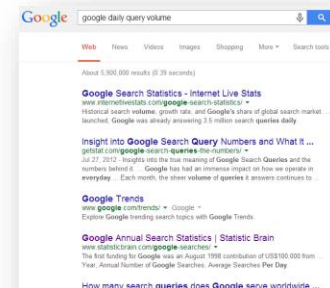 Google google daily query volume
Web News Videos Images Shopping More Search tools
About 5,900,000 results (0.39 seconds)
Google Search Statistics - Internet Live Stats
www.internetlivestats.com/google-search-statistics/
Historical search volume, growth rate, and Google's share of global search market. ...
launched, Google was already answering 3.5 million search queries daily.
Insight into Google Search Query Numbers and What It ...
getstat.com/google-search-queries-the-numbers/
Jul 27, 2012 - Insights into the true meaning of Google Search Queries and the
numbers behind it. ... Google has had an immense impact on how we operate in
everyday ... Each month, the sheer volume of queries it answers continues to ...
Google Trends
www.google.com/trends/ Google
Explore Google trending search topics with Google Trends.
Google Annual Search Statistics | Statistic Brain
www.statisticbrain.com/google-searches/
The first funding for Google was an August 1998 contribution of US$100,000 from ...
Year, Annual Number of Google Searches, Average Searches Per Day.
How many search queries does Google serve worldwide ...